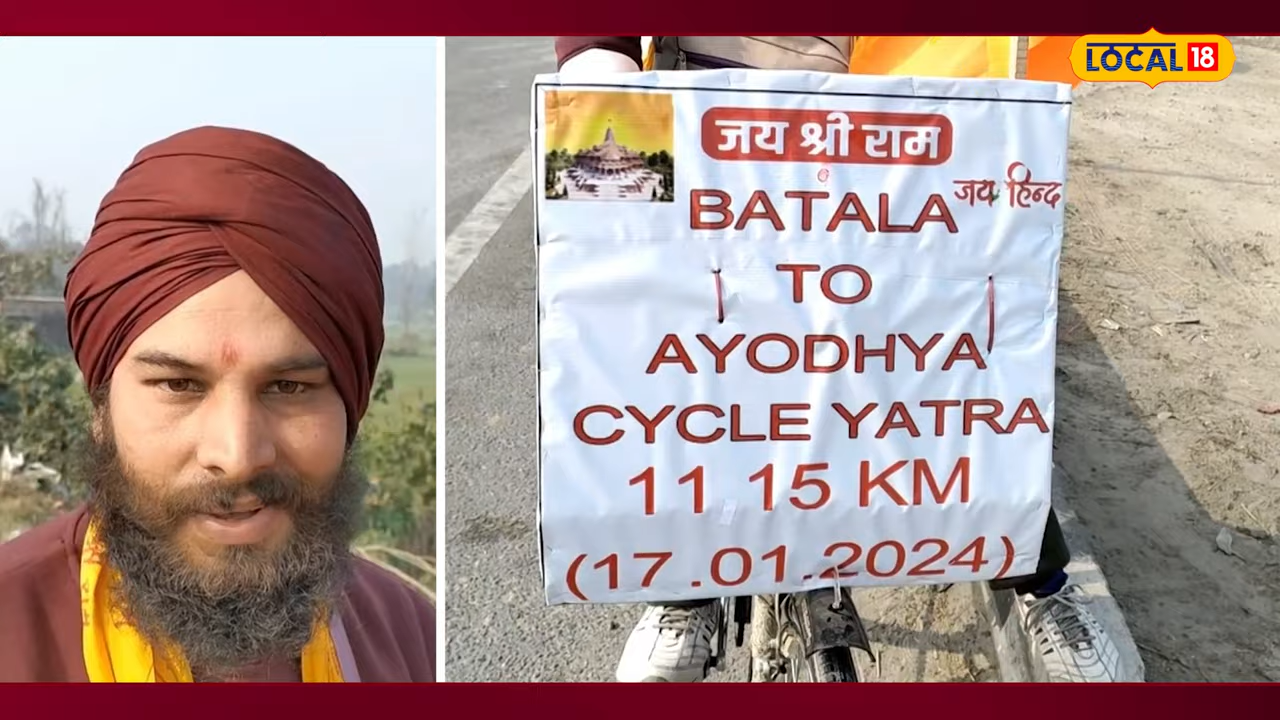 LOCAL 18
जय श्री राम
जय हिन्द
BATALA
TO
AYODHYA
CYCLE YATRA
11 15 KM
(17.01.2024)